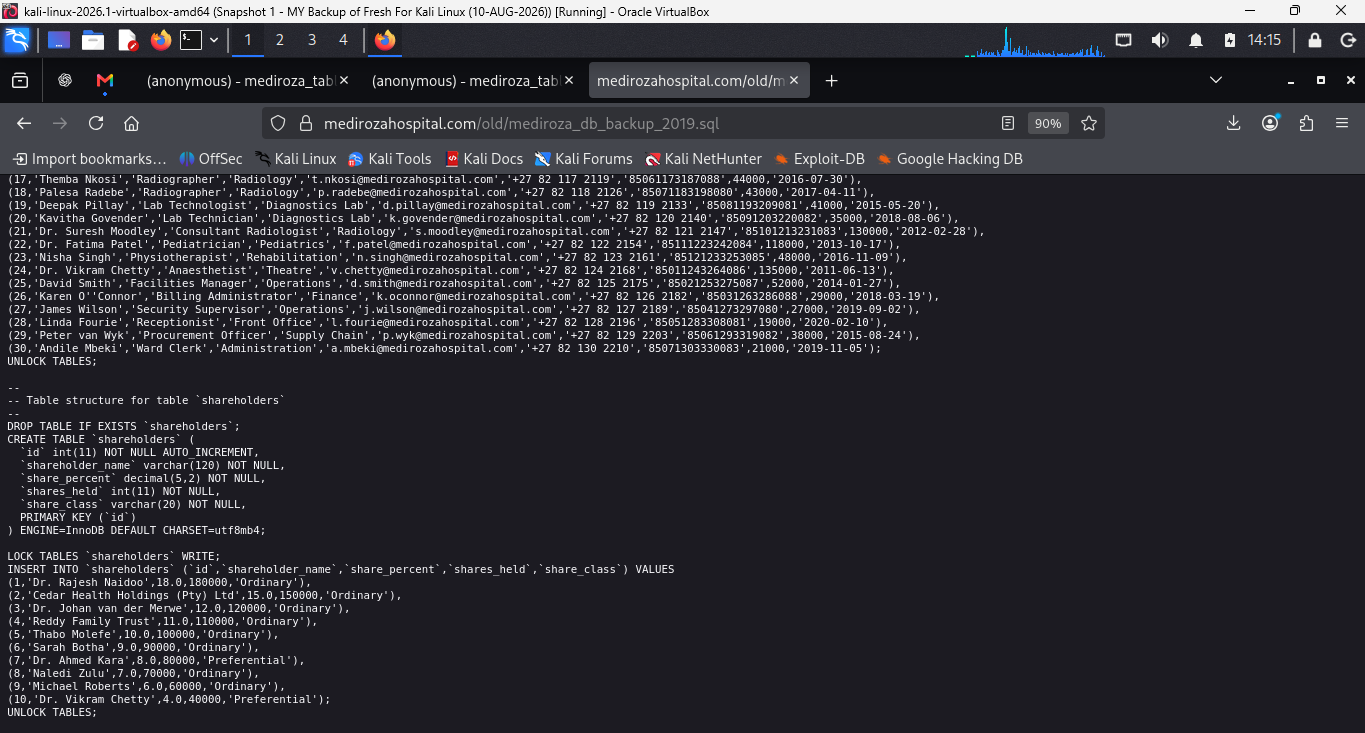 kali-linux-2026.1-virtualbox-amd64 (Snapshot 1 - MY Backup of Fresh For Kali Linux (10-AUG-2026)) [Running] - Oracle VirtualBox
1 2 3 4 14:15
(anonymous) - mediroza_tabl (anonymous) - mediroza_tabl medirozahospital.com/old/m
medirozahospital.com/old/mediroza_db_backup_2019.sql 90%
Import bookmarks… OffSec Kali Linux Kali Tools Kali Docs Kali Forums Kali NetHunter Exploit-DB Google Hacking DB
(17,'Themba Nkosi','Radiographer','Radiology','t.nkosi@medirozahospital.com','+27 82 117 2119','85061173187088',44000,'2016-07-30'),
(18,'Palesa Radebe','Radiographer','Radiology','p.radebe@medirozahospital.com','+27 82 118 2126','85071183198080',43000,'2017-04-11'),
(19,'Deepak Pillay','Lab Technologist','Diagnostics Lab','d.pillay@medirozahospital.com','+27 82 119 2133','85081193209081',41000,'2015-05-20'),
(20,'Kavitha Govender','Lab Technician','Diagnostics Lab','k.govender@medirozahospital.com','+27 82 120 2140','85091203220082',35000,'2018-08-06'),
(21,'Dr. Suresh Moodley','Consultant Radiologist','Radiology','s.moodley@medirozahospital.com','+27 82 121 2147','85101213231083',130000,'2012-02-28'),
(22,'Dr. Fatima Patel','Pediatrician','Pediatrics','f.patel@medirozahospital.com','+27 82 122 2154','85111223242084',118000,'2013-10-17'),
(23,'Nisha Singh','Physiotherapist','Rehabilitation','n.singh@medirozahospital.com','+27 82 123 2161','85121233253085',48000,'2016-11-09'),
(24,'Dr. Vikram Chetty','Anaesthetist','Theatre','v.chetty@medirozahospital.com','+27 82 124 2168','85011243264086',135000,'2011-06-13'),
(25,'David Smith','Facilities Manager','Operations','d.smith@medirozahospital.com','+27 82 125 2175','85021253275087',52000,'2014-01-27'),
(26,'Karen O''Connor','Billing Administrator','Finance','k.oconnor@medirozahospital.com','+27 82 126 2182','85031263286088',29000,'2018-03-19'),
(27,'James Wilson','Security Supervisor','Operations','j.wilson@medirozahospital.com','+27 82 127 2189','85041273297080',27000,'2019-09-02'),
(28,'Linda Fourie','Receptionist','Front Office','l.fourie@medirozahospital.com','+27 82 128 2196','85051283308081',19000,'2020-02-10'),
(29,'Peter van Wyk','Procurement Officer','Supply Chain','p.wyk@medirozahospital.com','+27 82 129 2203','85061293319082',38000,'2015-08-24'),
(30,'Andile Mbeki','Ward Clerk','Administration','a.mbeki@medirozahospital.com','+27 82 130 2210','85071303330083',21000,'2019-11-05');
UNLOCK TABLES;
--
-- Table structure for table `shareholders`
--
DROP TABLE IF EXISTS `shareholders`;
CREATE TABLE `shareholders` (
`id` int(11) NOT NULL AUTO_INCREMENT,
`shareholder_name` varchar(120) NOT NULL,
`share_percent` decimal(5,2) NOT NULL,
`shares_held` int(11) NOT NULL,
`share_class` varchar(20) NOT NULL,
PRIMARY KEY (`id`)
) ENGINE=InnoDB DEFAULT CHARSET=utf8mb4;
LOCK TABLES `shareholders` WRITE;
INSERT INTO `shareholders` (`id`,`shareholder_name`,`share_percent`,`shares_held`,`share_class`) VALUES
(1,'Dr. Rajesh Naidoo',18.0,180000,'Ordinary'),
(2,'Cedar Health Holdings (Pty) Ltd',15.0,150000,'Ordinary'),
(3,'Dr. Johan van der Merwe',12.0,120000,'Ordinary'),
(4,'Reddy Family Trust',11.0,110000,'Ordinary'),
(5,'Thabo Molefe',10.0,100000,'Ordinary'),
(6,'Sarah Botha',9.0,90000,'Ordinary'),
(7,'Dr. Ahmed Kara',8.0,80000,'Preferential'),
(8,'Naledi Zulu',7.0,70000,'Ordinary'),
(9,'Michael Roberts',6.0,60000,'Ordinary'),
(10,'Dr. Vikram Chetty',4.0,40000,'Preferential');
UNLOCK TABLES;